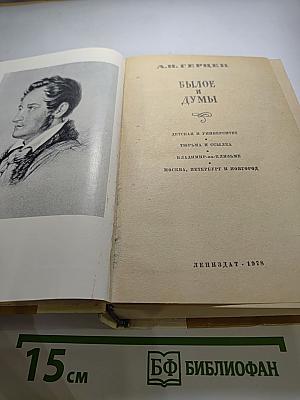 А.И.ГЕРЦЕН
БЫЛОЕ
И
ДУМЫ
ДЕТСКАЯ И УНИВЕРСИТЕТ
ТЮРЬМА И ССЫЛКА
ВЛАДИМИР-на-КЛЯЗЬМЕ
МОСКВА, ПЕТЕРБУРГ И НОВГОРОД
ЛЕНИЗДАТ · 1978
15 см
БФ БИБЛИОФАН